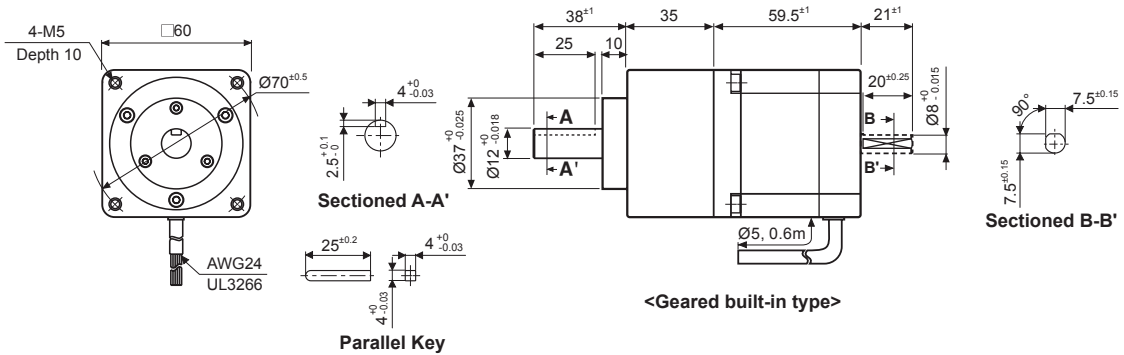 4-M5
Depth 10
□60
Ø70±0.5
AWG24
UL3266
4 +0 -0.03
2.5 +0.1 -0
Sectioned A-A'
25±0.2
4 +0 -0.03
4 +0 -0.03
Parallel Key
38±1
35
59.5±1
21±1
25
10
20±0.25
Ø37 +0 -0.025
Ø12 +0 -0.018
A
A'
B
B'
Ø8 +0 -0.015
Ø5, 0.6m
<Geared built-in type>
90°
7.5±0.15
7.5±0.15
Sectioned B-B'